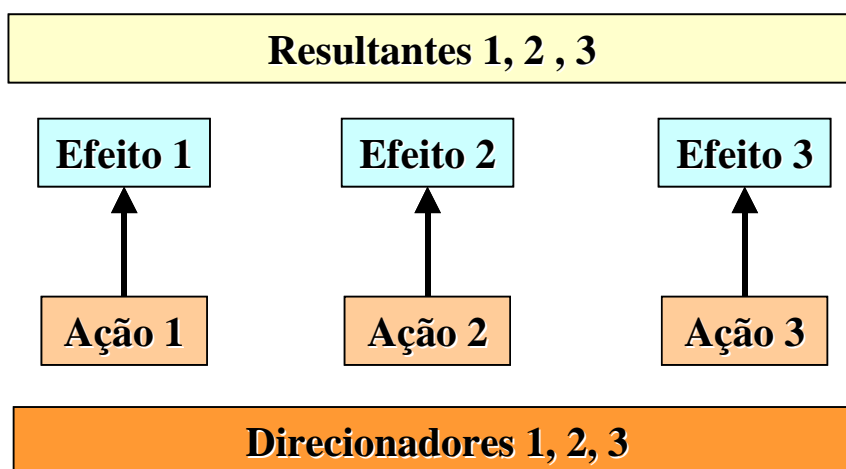 Resultantes 1, 2 , 3
Efeito 1 Efeito 2 Efeito 3
Ação 1 Ação 2 Ação 3
Direcionadores 1, 2, 3